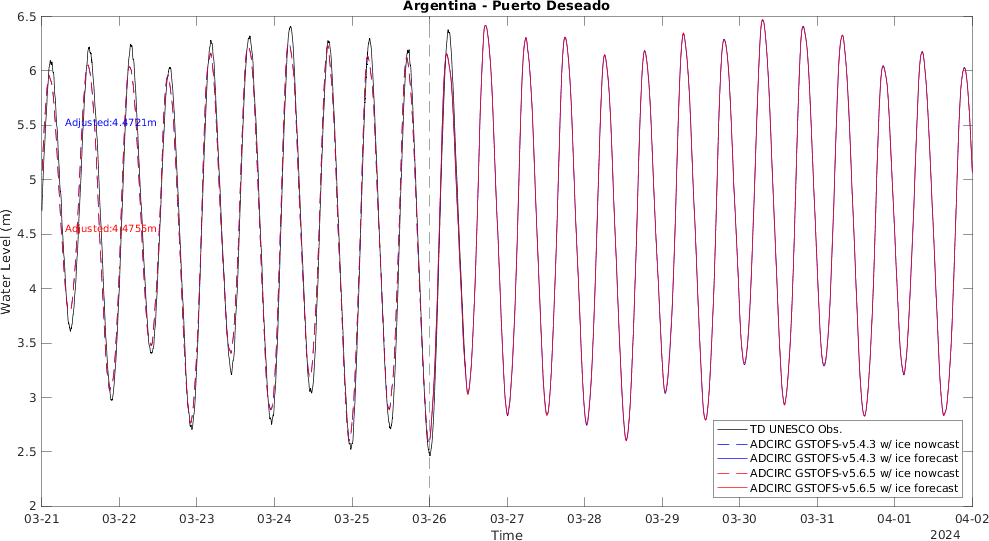 Argentina - Puerto Deseado
6.5
6
5.5
5
4.5
4
3.5
3
2.5
2
Water Level (m)
Adjusted:4.4721m
Adjusted:4.4755m
TD UNESCO Obs.
ADCIRC GSTOFS-v5.4.3 w/ ice nowcast
ADCIRC GSTOFS-v5.4.3 w/ ice forecast
ADCIRC GSTOFS-v5.6.5 w/ ice nowcast
ADCIRC GSTOFS-v5.6.5 w/ ice forecast
03-21 03-22 03-23 03-24 03-25 03-26 03-27 03-28 03-29 03-30 03-31 04-01 04-02
Time
2024